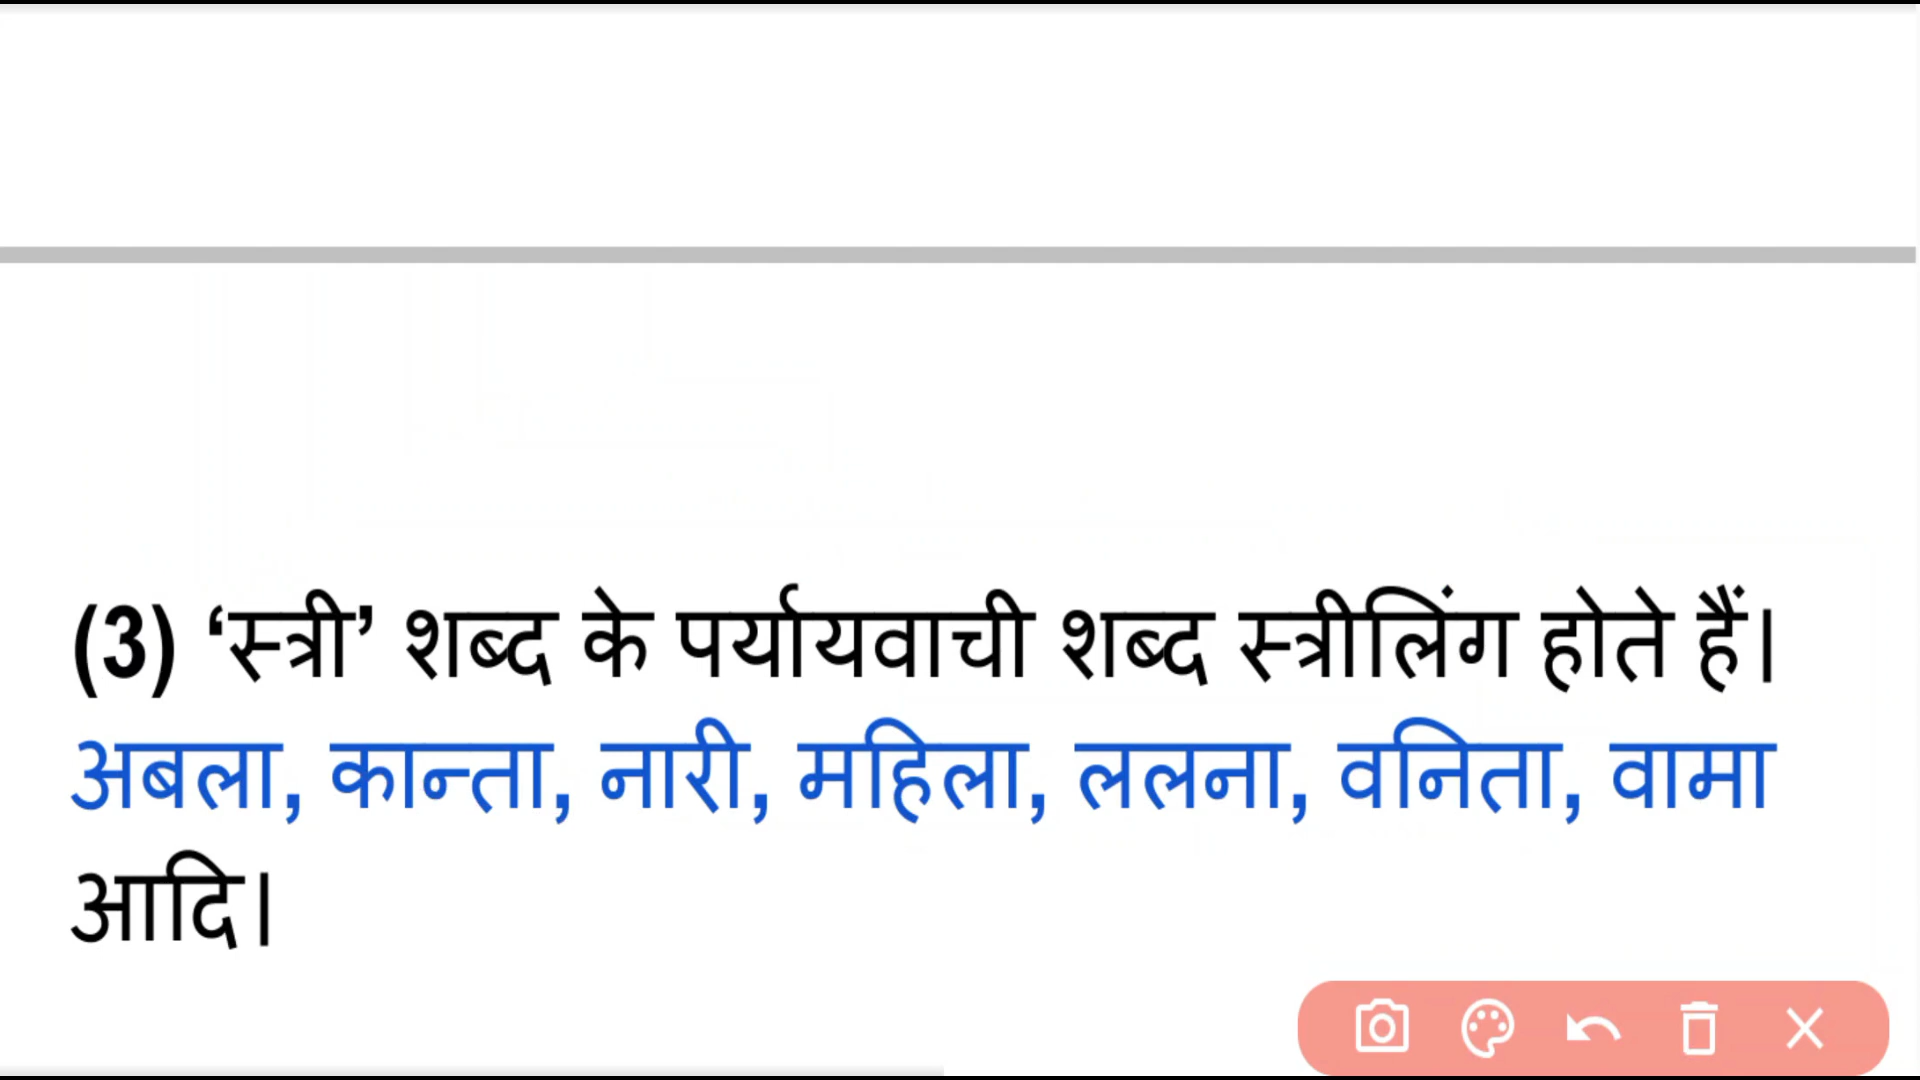 (3) ‘स्त्री’ शब्द के पर्यायवाची शब्द स्त्रीलिंग होते हैं।
अबला, कान्ता, नारी, महिला, ललना, वनिता, वामा
आदि।